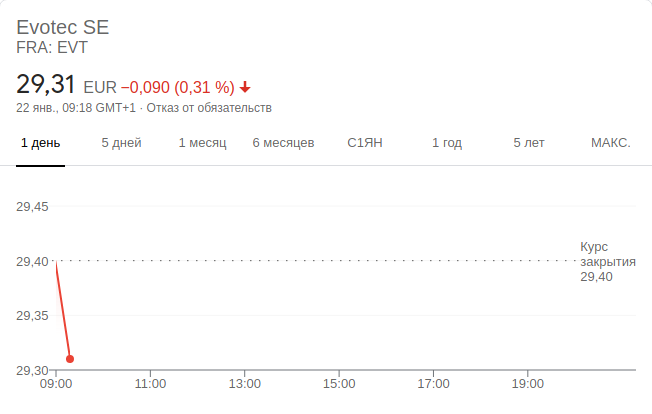 Evotec SE
FRA: EVT
29,31 EUR −0,090 (0,31 %)
22 янв., 09:18 GMT+1 · Отказ от обязательств
1 день 5 дней 1 месяц 6 месяцев С1ЯН 1 год 5 лет МАКС.
29,45
Курс
29,40 закрытия
29,40
29,35
29,30
09:00 11:00 13:00 15:00 17:00 19:00